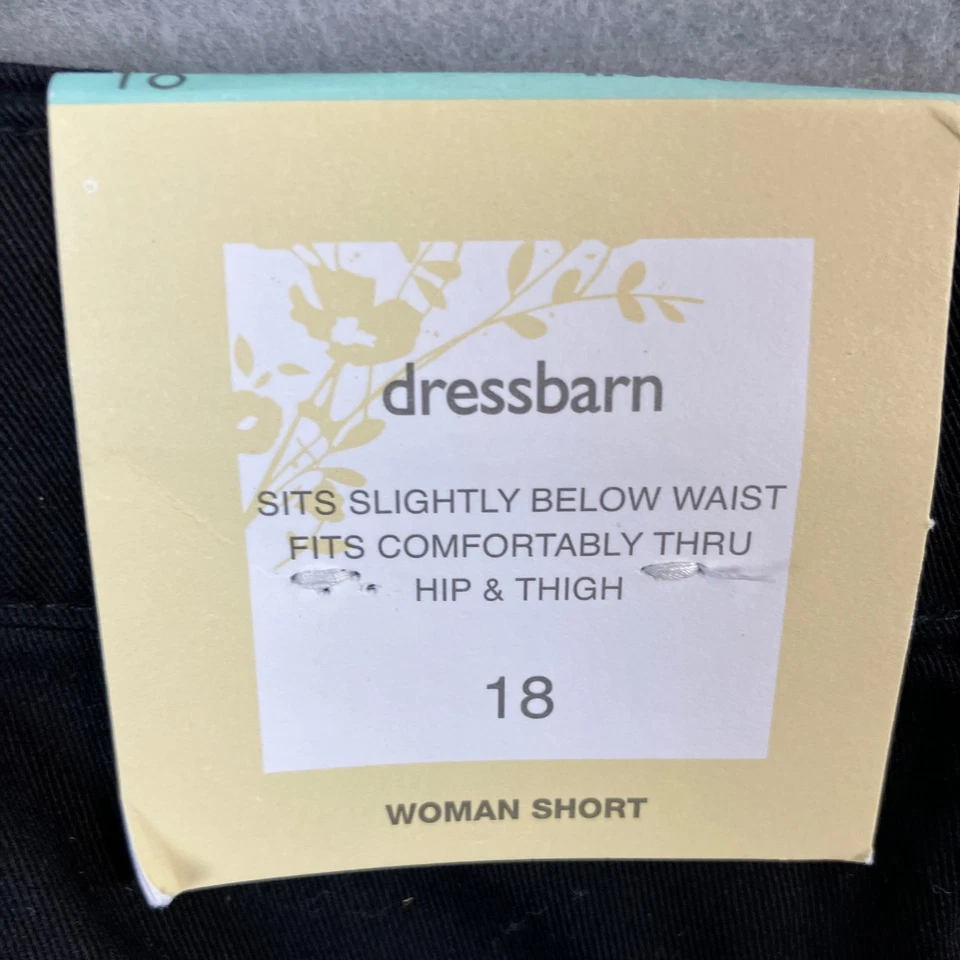 dressbarn
SITS SLIGHTLY BELOW WAIST
FITS COMFORTABLY THRU
HIP & THIGH
18
WOMAN SHORT